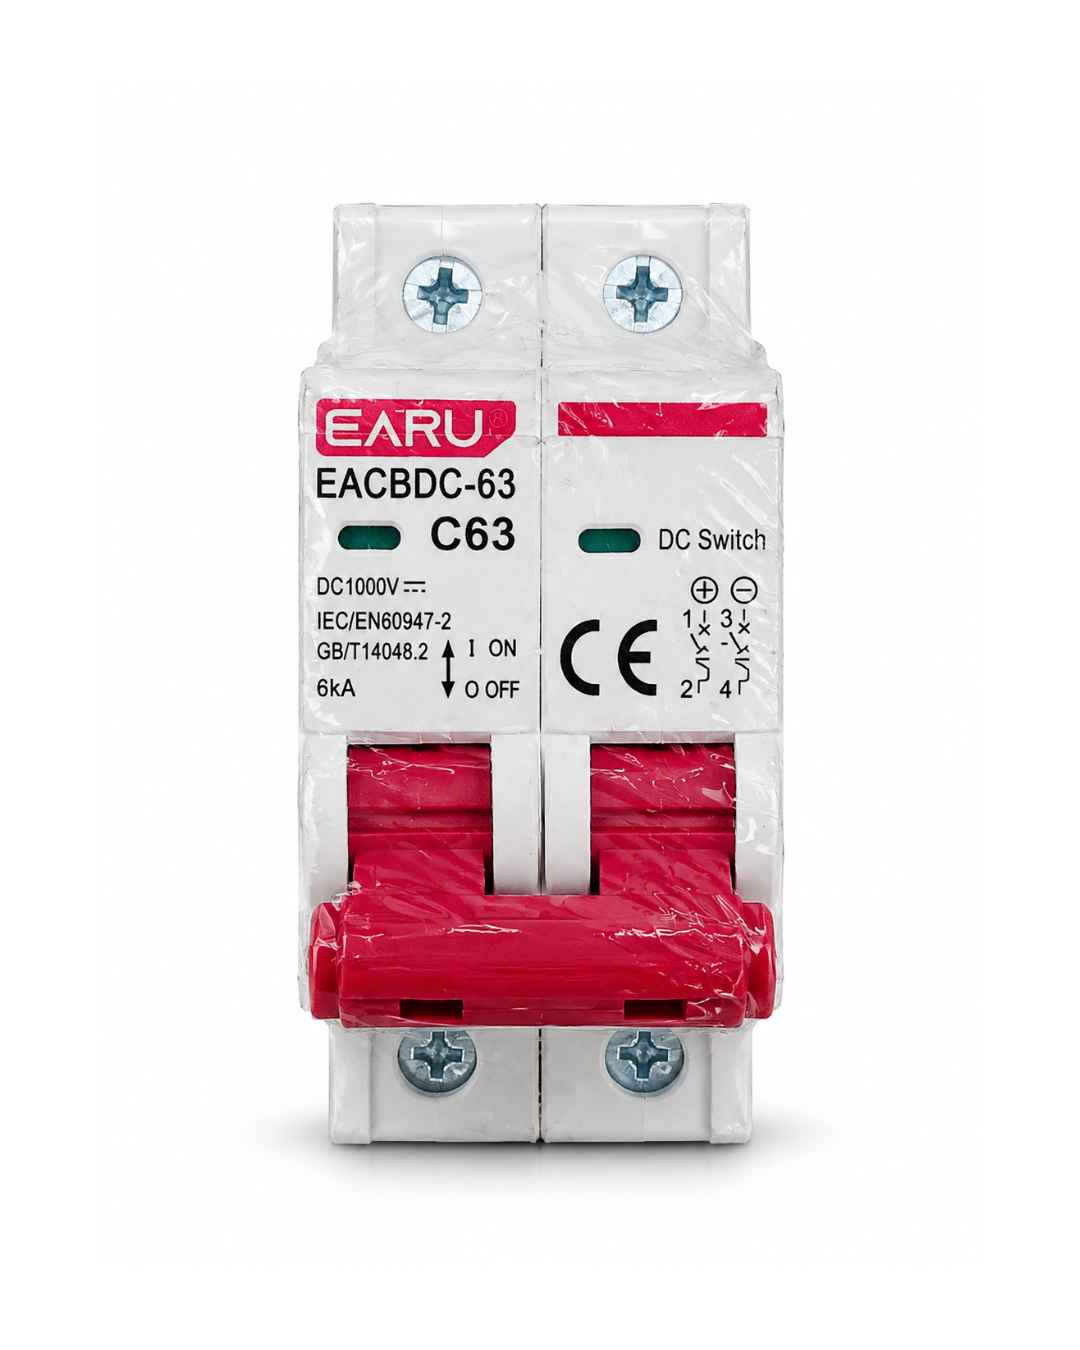 EARU®
EACBDC-63
C63
DC1000V
IEC/EN60947-2
GB/T14048.2
6kA
I ON
O OFF
DC Switch
+ −
1 3
2 4
CE